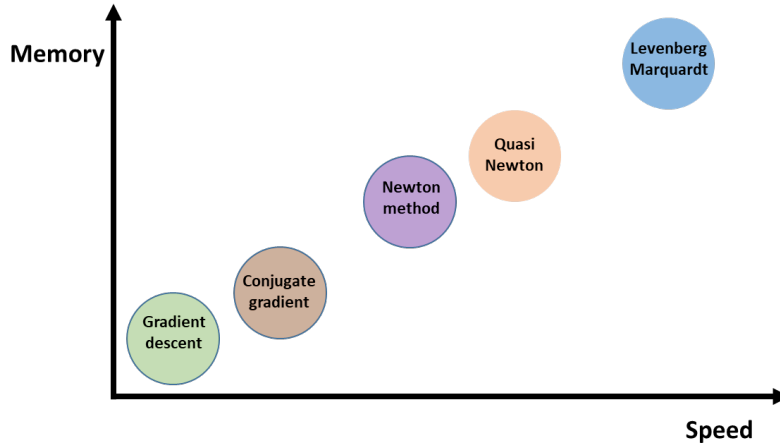 Memory
Levenberg
Marquardt
Quasi
Newton
Newton
method
Conjugate
gradient
Gradient
descent
Speed